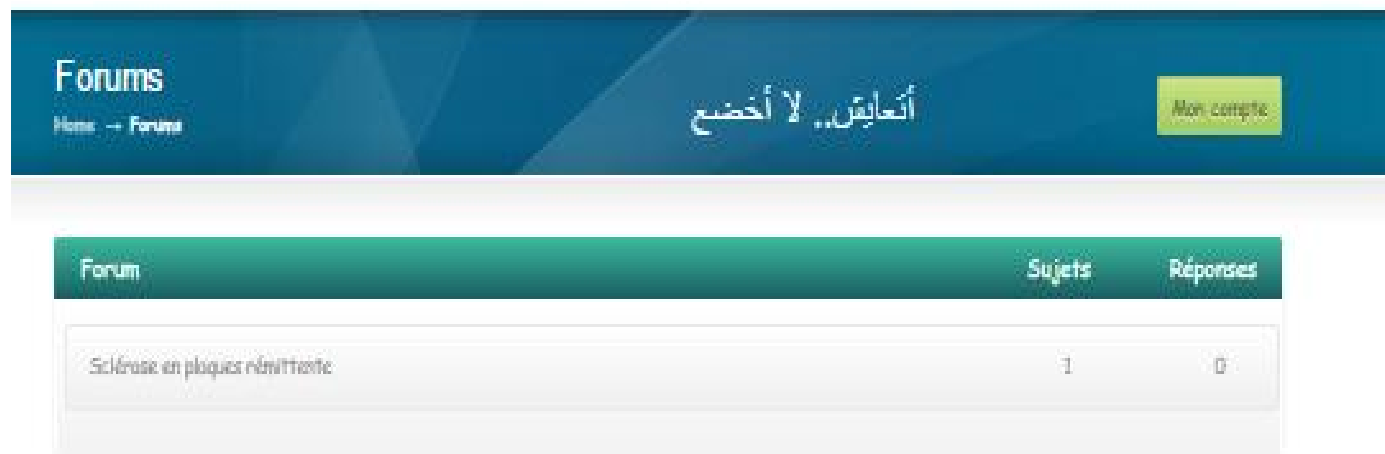 Forums
Home → Forums
أتعايش.. لا أخضع
Mon compte
Forum Sujets Réponses
Sclérose en plaques rémittente 1 0